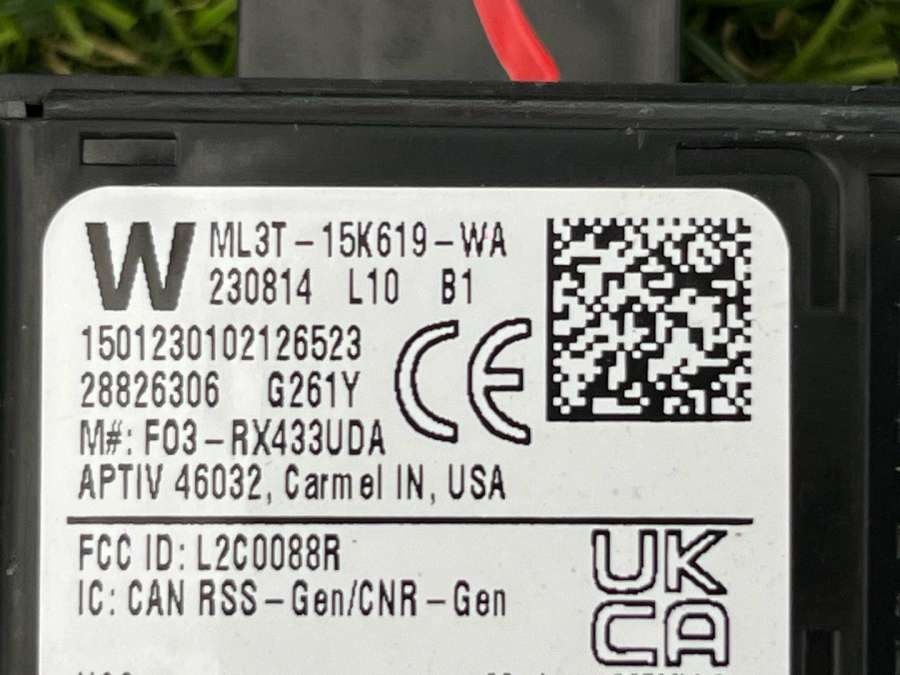 W ML3T-15K619-WA
230814 L10 B1
1501230102126523
28826306 G261Y
CE
M#: F03-RX433UDA
APTIV 46032, Carmel IN, USA
FCC ID: L2C0088R
IC: CAN RSS-Gen/CNR-Gen
UK
CA